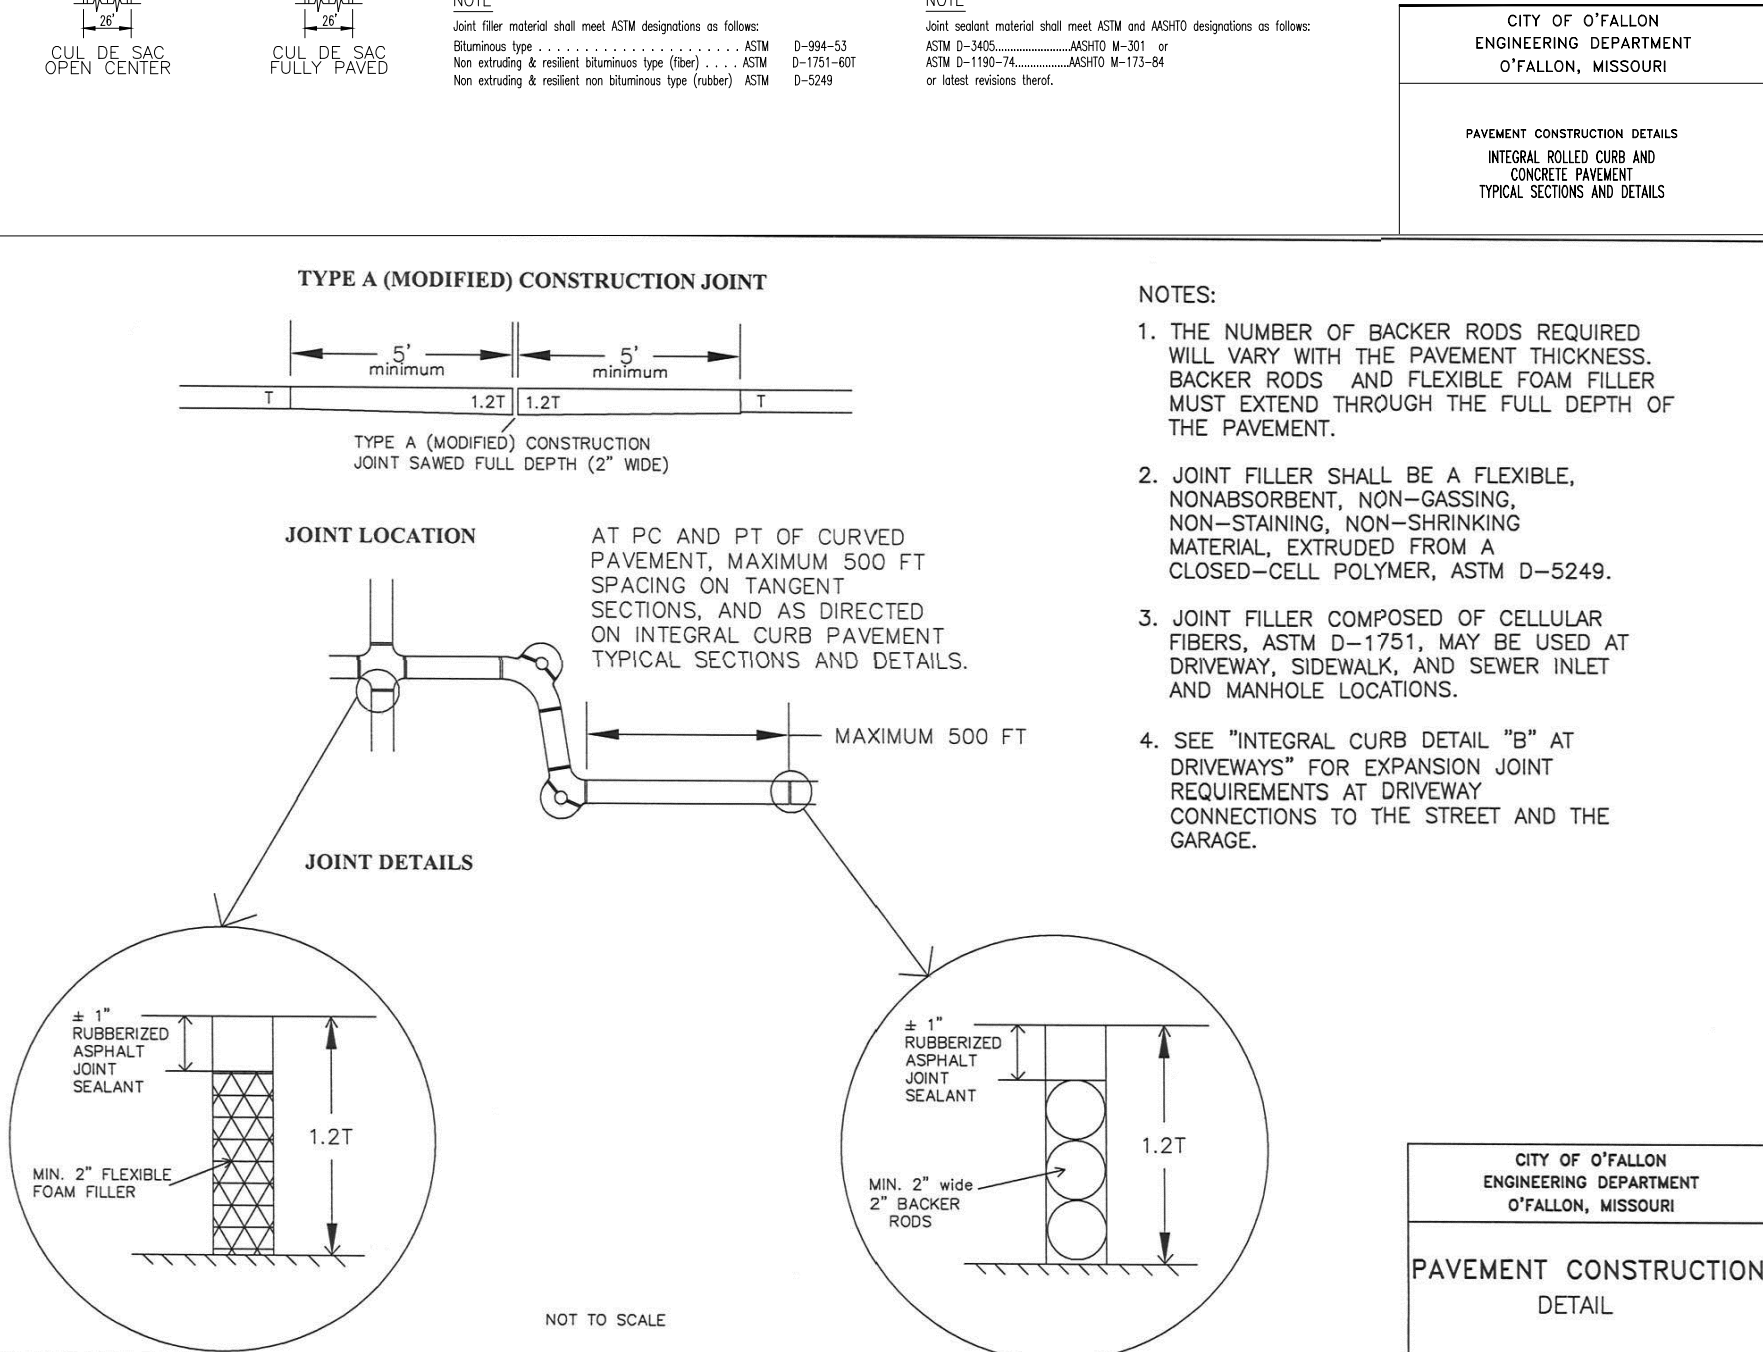 26'
CUL DE SAC
OPEN CENTER
26'
CUL DE SAC
FULLY PAVED
NOTE
Joint filler material shall meet ASTM designations as follows:
Bituminous type . . . . . . . . . . . . . . . . . . . . . . ASTM D-994-53
Non extruding & resilient bituminuos type (fiber) . . . . ASTM D-1751-60T
Non extruding & resilient non bituminous type (rubber) ASTM D-5249
NOTE
Joint sealant material shall meet ASTM and AASHTO designations as follows:
ASTM D-3405.........................AASHTO M-301 or
ASTM D-1190-74..................AASHTO M-173-84
or latest revisions therof.
CITY OF O'FALLON
ENGINEERING DEPARTMENT
O'FALLON, MISSOURI
PAVEMENT CONSTRUCTION DETAILS
INTEGRAL ROLLED CURB AND
CONCRETE PAVEMENT
TYPICAL SECTIONS AND DETAILS
TYPE A (MODIFIED) CONSTRUCTION JOINT
5'
minimum
5'
minimum
T
1.2T
1.2T
T
TYPE A (MODIFIED) CONSTRUCTION
JOINT SAWED FULL DEPTH (2" WIDE)
JOINT LOCATION
AT PC AND PT OF CURVED
PAVEMENT, MAXIMUM 500 FT
SPACING ON TANGENT
SECTIONS, AND AS DIRECTED
ON INTEGRAL CURB PAVEMENT
TYPICAL SECTIONS AND DETAILS.
MAXIMUM 500 FT
JOINT DETAILS
± 1"
RUBBERIZED
ASPHALT
JOINT
SEALANT
1.2T
MIN. 2" FLEXIBLE
FOAM FILLER
± 1"
RUBBERIZED
ASPHALT
JOINT
SEALANT
1.2T
MIN. 2" wide
2" BACKER
RODS
NOT TO SCALE
NOTES:
1. THE NUMBER OF BACKER RODS REQUIRED
WILL VARY WITH THE PAVEMENT THICKNESS.
BACKER RODS AND FLEXIBLE FOAM FILLER
MUST EXTEND THROUGH THE FULL DEPTH OF
THE PAVEMENT.
2. JOINT FILLER SHALL BE A FLEXIBLE,
NONABSORBENT, NON-GASSING,
NON-STAINING, NON-SHRINKING
MATERIAL, EXTRUDED FROM A
CLOSED-CELL POLYMER, ASTM D-5249.
3. JOINT FILLER COMPOSED OF CELLULAR
FIBERS, ASTM D-1751, MAY BE USED AT
DRIVEWAY, SIDEWALK, AND SEWER INLET
AND MANHOLE LOCATIONS.
4. SEE "INTEGRAL CURB DETAIL "B" AT
DRIVEWAYS" FOR EXPANSION JOINT
REQUIREMENTS AT DRIVEWAY
CONNECTIONS TO THE STREET AND THE
GARAGE.
CITY OF O'FALLON
ENGINEERING DEPARTMENT
O'FALLON, MISSOURI
PAVEMENT CONSTRUCTION
DETAIL